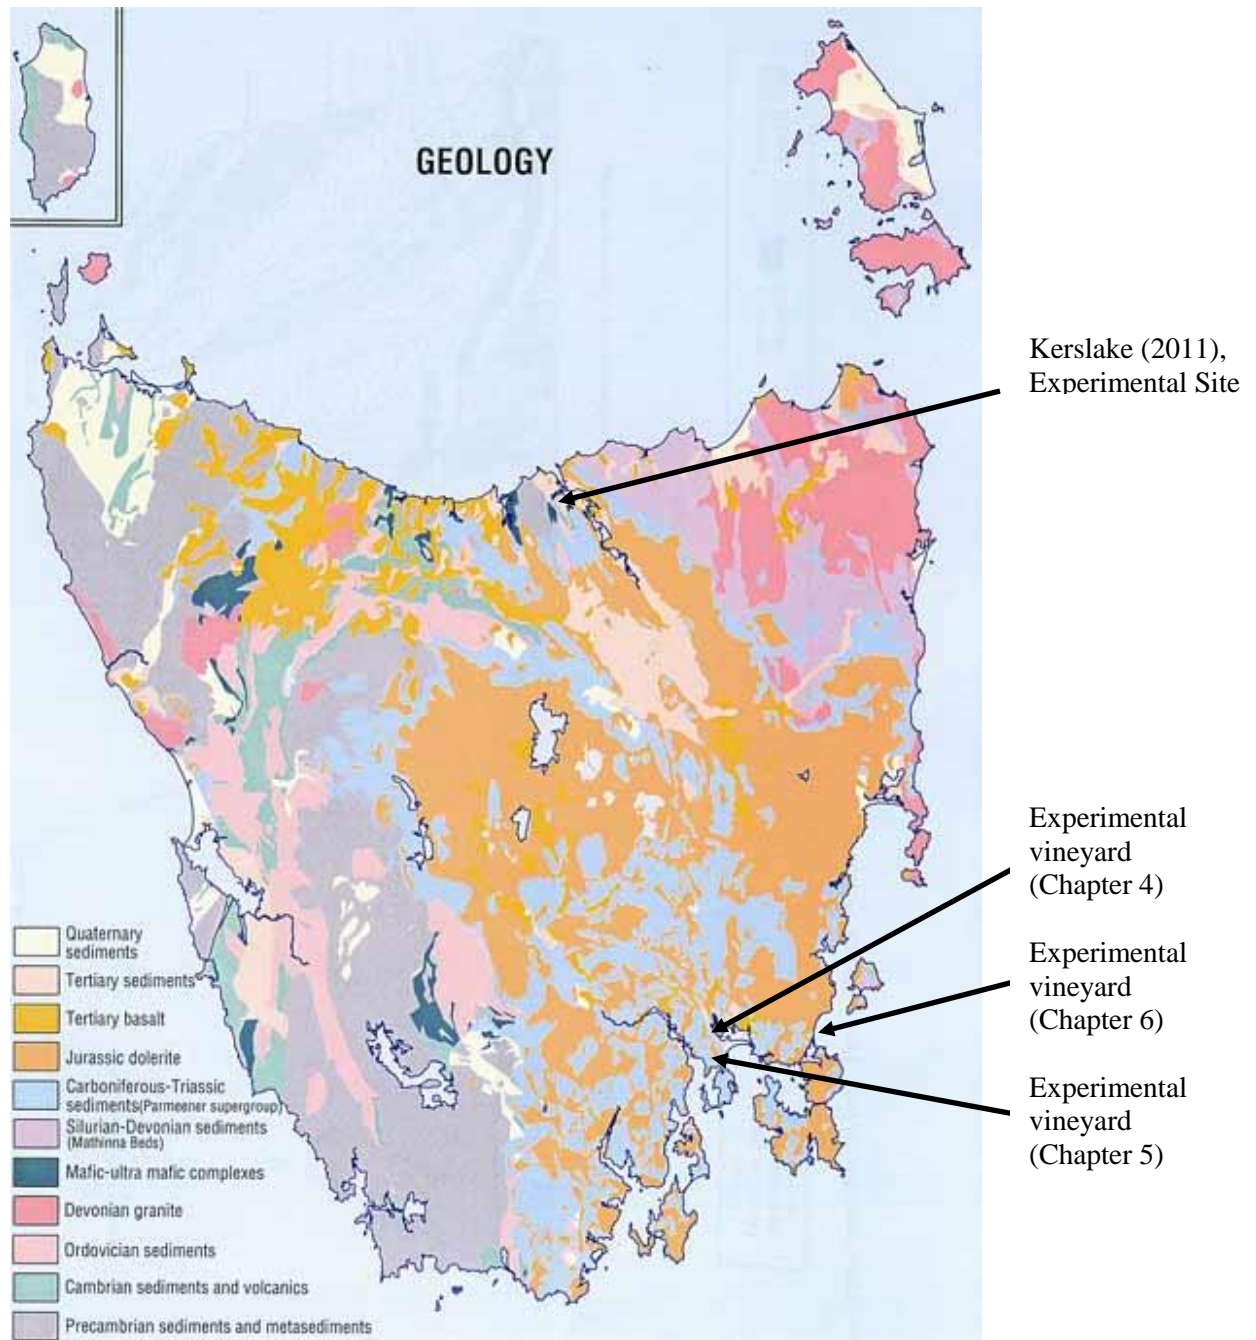 GEOLOGY
Kerslake (2011),
Experimental Site
Experimental
vineyard
(Chapter 4)
Experimental
vineyard
(Chapter 6)
Experimental
vineyard
(Chapter 5)
Quaternary
sediments
Tertiary sediments
Tertiary basalt
Jurassic dolerite
Carboniferous-Triassic
sediments(Parmeener supergroup)
Silurian-Devonian sediments
(Mathinna Beds)
Mafic-ultra mafic complexes
Devonian granite
Ordovician sediments
Cambrian sediments and volcanics
Precambrian sediments and metasediments